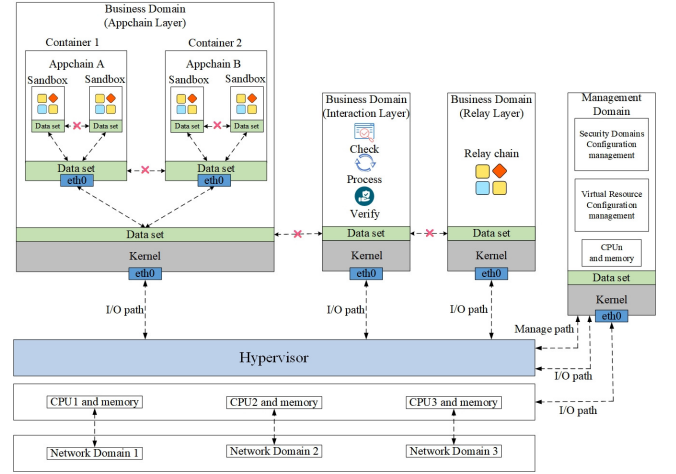 Business Domain
(Appchain Layer)
Container 1
Container 2
Appchain A
Appchain B
Sandbox
Sandbox
Sandbox
Sandbox
Data set
Data set
Data set
Data set
Data set
Data set
eth0
eth0
Data set
Kernel
eth0
Business Domain
(Interaction Layer)
Check
Process
Verify
Data set
Kernel
eth0
Business Domain
(Relay Layer)
Relay chain
Data set
Kernel
eth0
Management
Domain
Security Domains
Configuration
management
Virtual Resource
Configuration
management
CPUn
and memory
Data set
Kernel
eth0
I/O path
I/O path
I/O path
Manage path
I/O path
I/O path
Hypervisor
CPU1 and memory
CPU2 and memory
CPU3 and memory
Network Domain 1
Network Domain 2
Network Domain 3